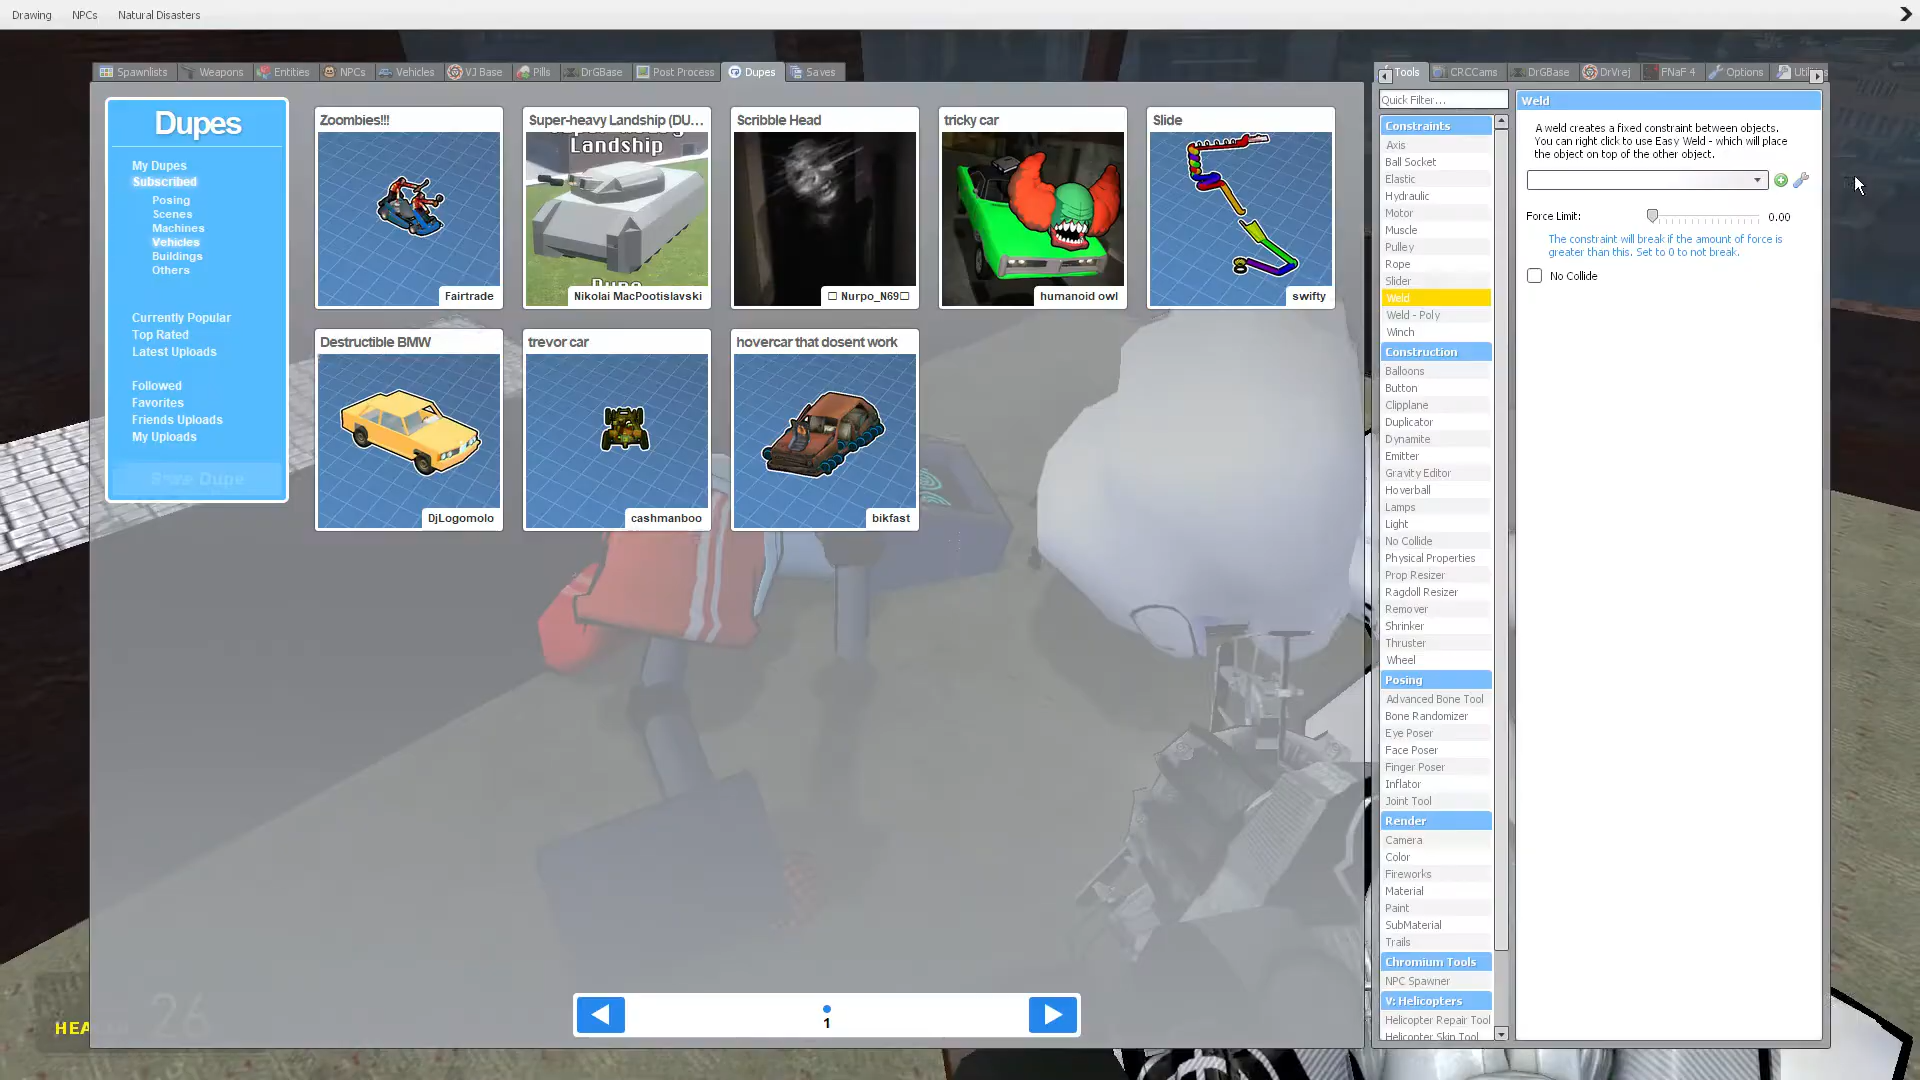 Drawing
NPCs
Natural Disasters
Spawnlists
Weapons
Entities
NPCs
Vehicles
VJ Base
Pills
DrGBase
Post Process
Dupes
Saves
Dupes
My Dupes
Subscribed
Posing
Scenes
Machines
Vehicles
Buildings
Others
Currently Popular
Top Rated
Latest Uploads
Followed
Favorites
Friends Uploads
My Uploads
Save Dupe
Zoombies!!!
Fairtrade
Super-heavy Landship (DU...
Landship
Nikolai MacPootislavski
Scribble Head
□ Nurpo_N69□
tricky car
humanoid owl
Slide
swifty
Destructible BMW
DjLogomolo
trevor car
cashmanboo
hovercar that dosent work
bikfast
1
26
Tools
CRCCams
DrGBase
DrVrej
FNaF 4
Options
Quick Filter...
Constraints
Axis
Ball Socket
Elastic
Hydraulic
Motor
Muscle
Pulley
Rope
Slider
Weld
Weld - Poly
Winch
Construction
Balloons
Button
Clipplane
Duplicator
Dynamite
Emitter
Gravity Editor
Hoverball
Lamps
Light
No Collide
Physical Properties
Prop Resizer
Ragdoll Resizer
Remover
Shrinker
Thruster
Wheel
Posing
Advanced Bone Tool
Bone Randomizer
Eye Poser
Face Poser
Finger Poser
Inflator
Joint Tool
Render
Camera
Color
Fireworks
Material
Paint
SubMaterial
Trails
Chromium Tools
NPC Spawner
V: Helicopters
Helicopter Repair Tool
Helicopter Skin Tool
Weld
A weld creates a fixed constraint between objects.
You can right click to use Easy Weld - which will place
the object on top of the other object.
Force Limit:
0.00
The constraint will break if the amount of force is
greater than this. Set to 0 to not break.
No Collide